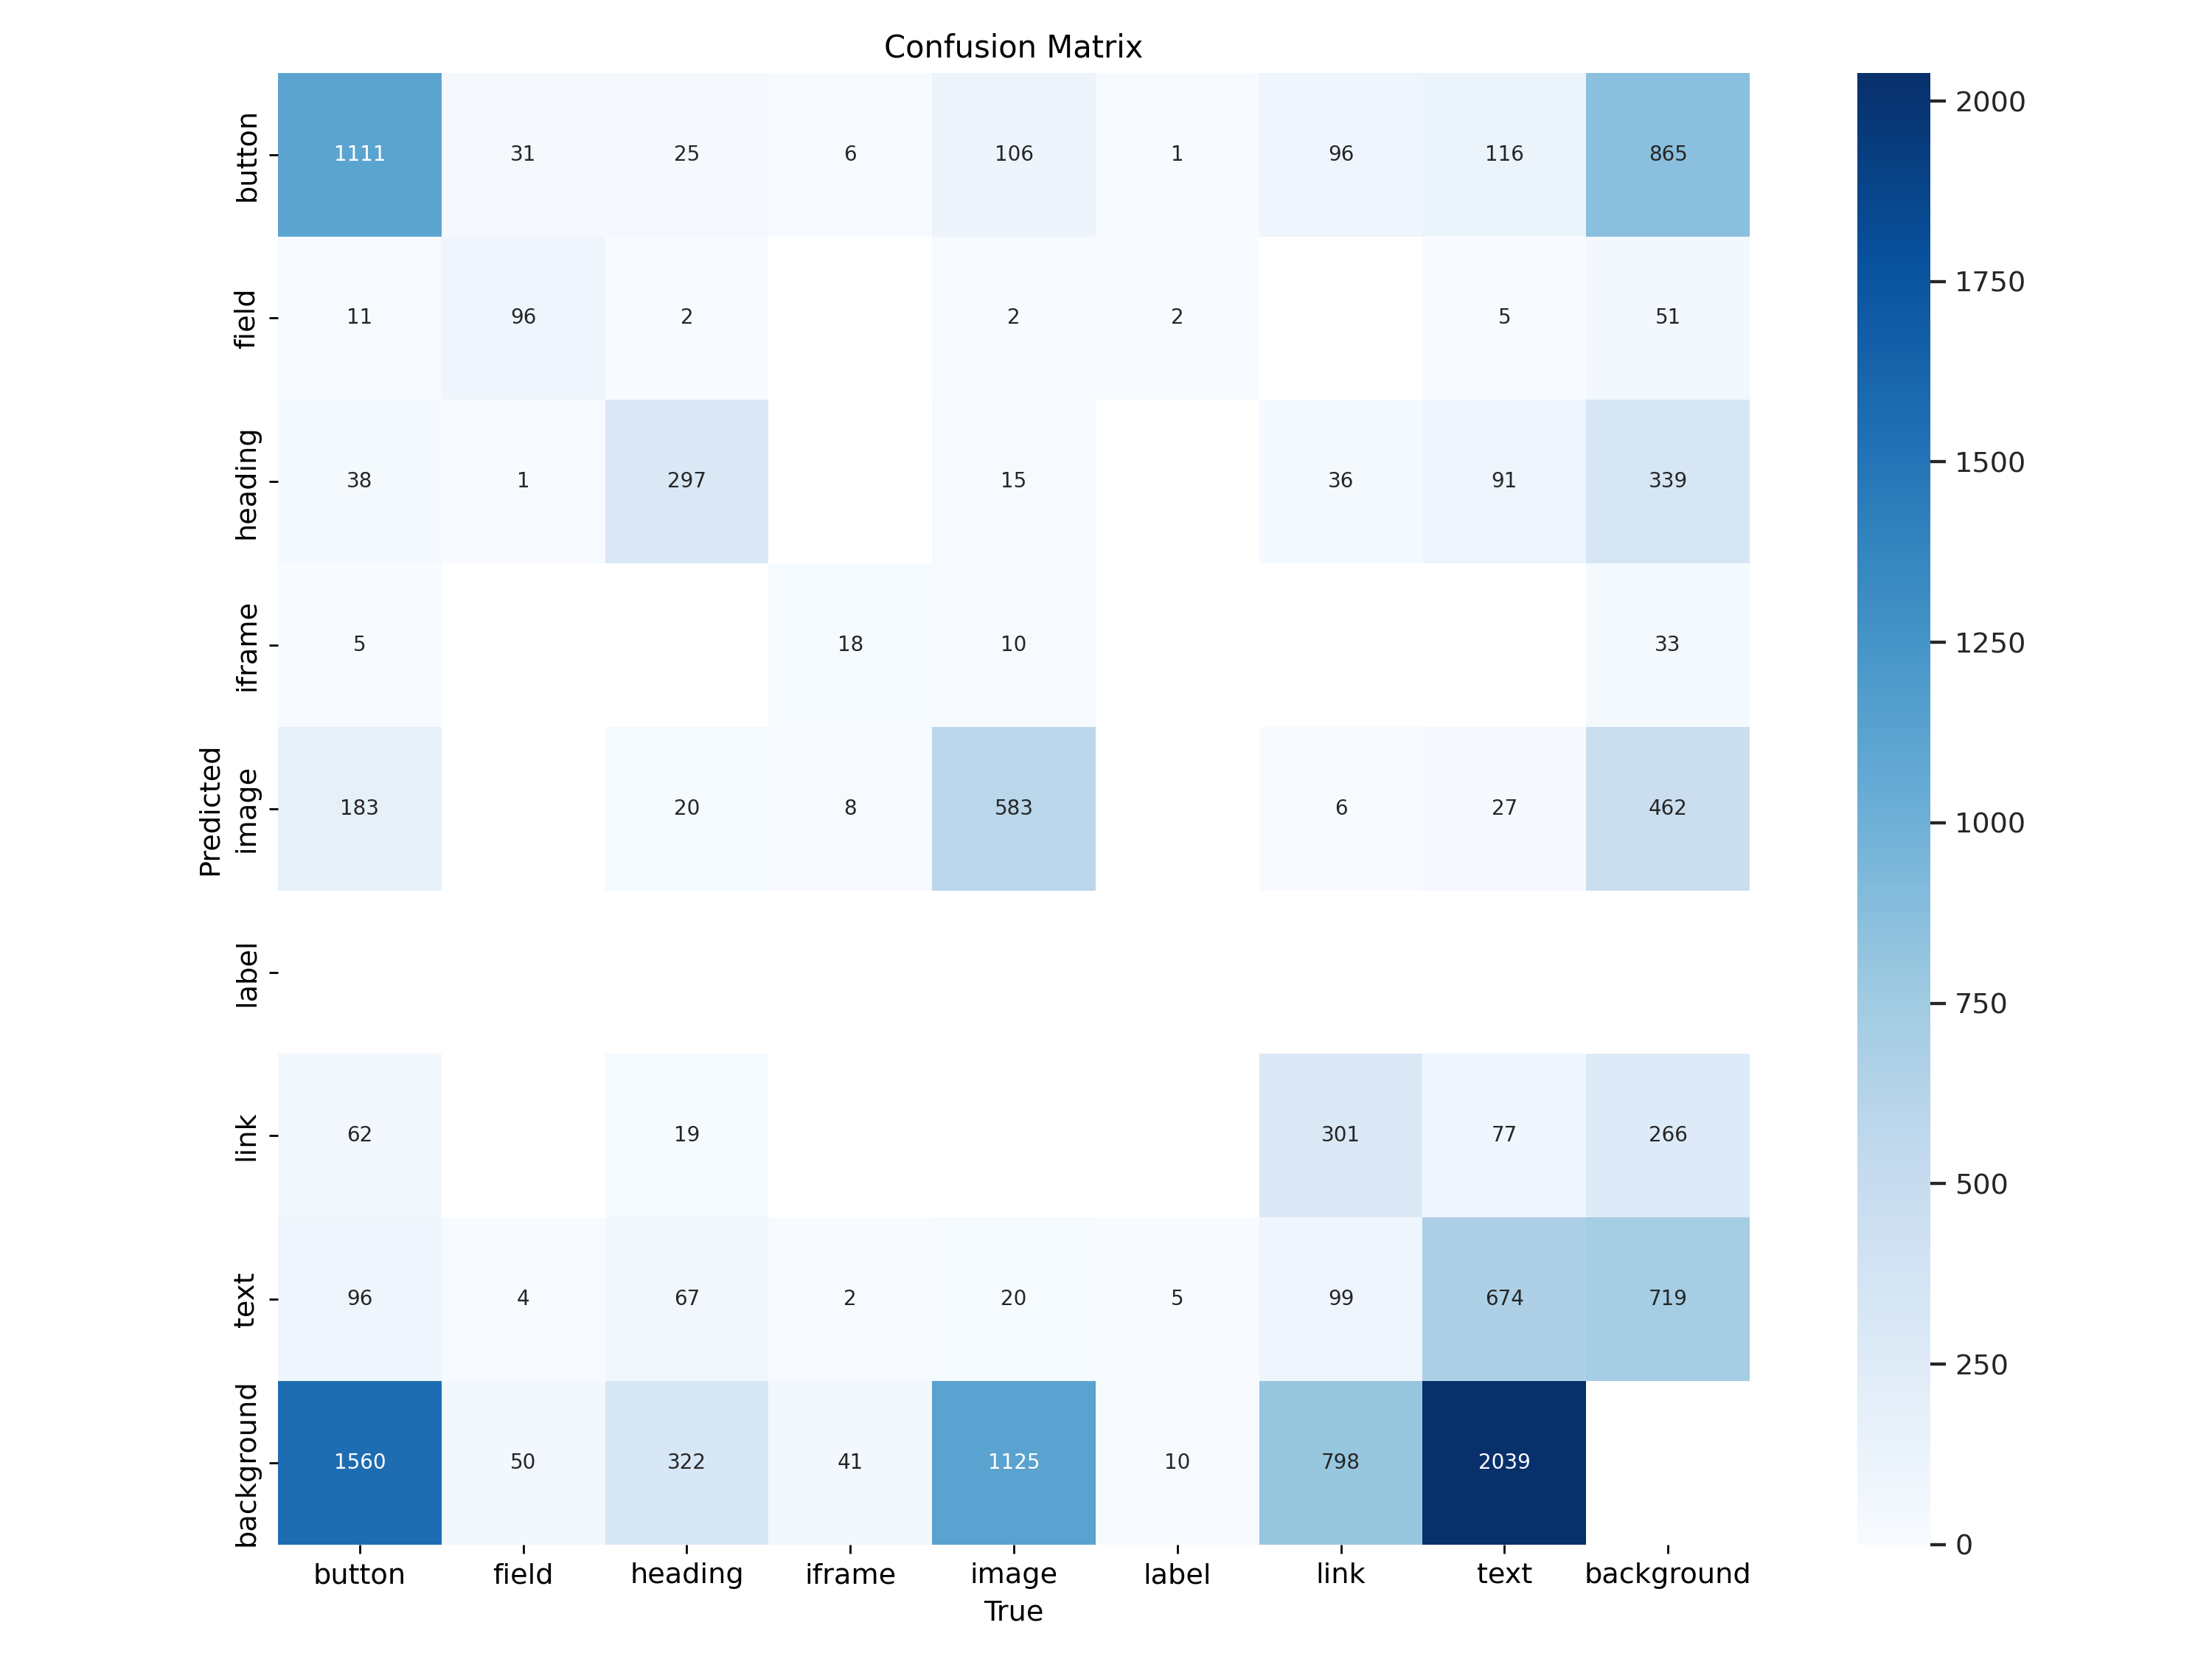 Confusion Matrix
Predicted
button 1111 31 25 6 106 1 96 116 865
field 11 96 2 2 2 5 51
heading 38 1 297 15 36 91 339
iframe 5 18 10 33
image 183 20 8 583 6 27 462
label
link 62 19 301 77 266
text 96 4 67 2 20 5 99 674 719
background 1560 50 322 41 1125 10 798 2039
button field heading iframe image label link text background
True
2000
1750
1500
1250
1000
750
500
250
0